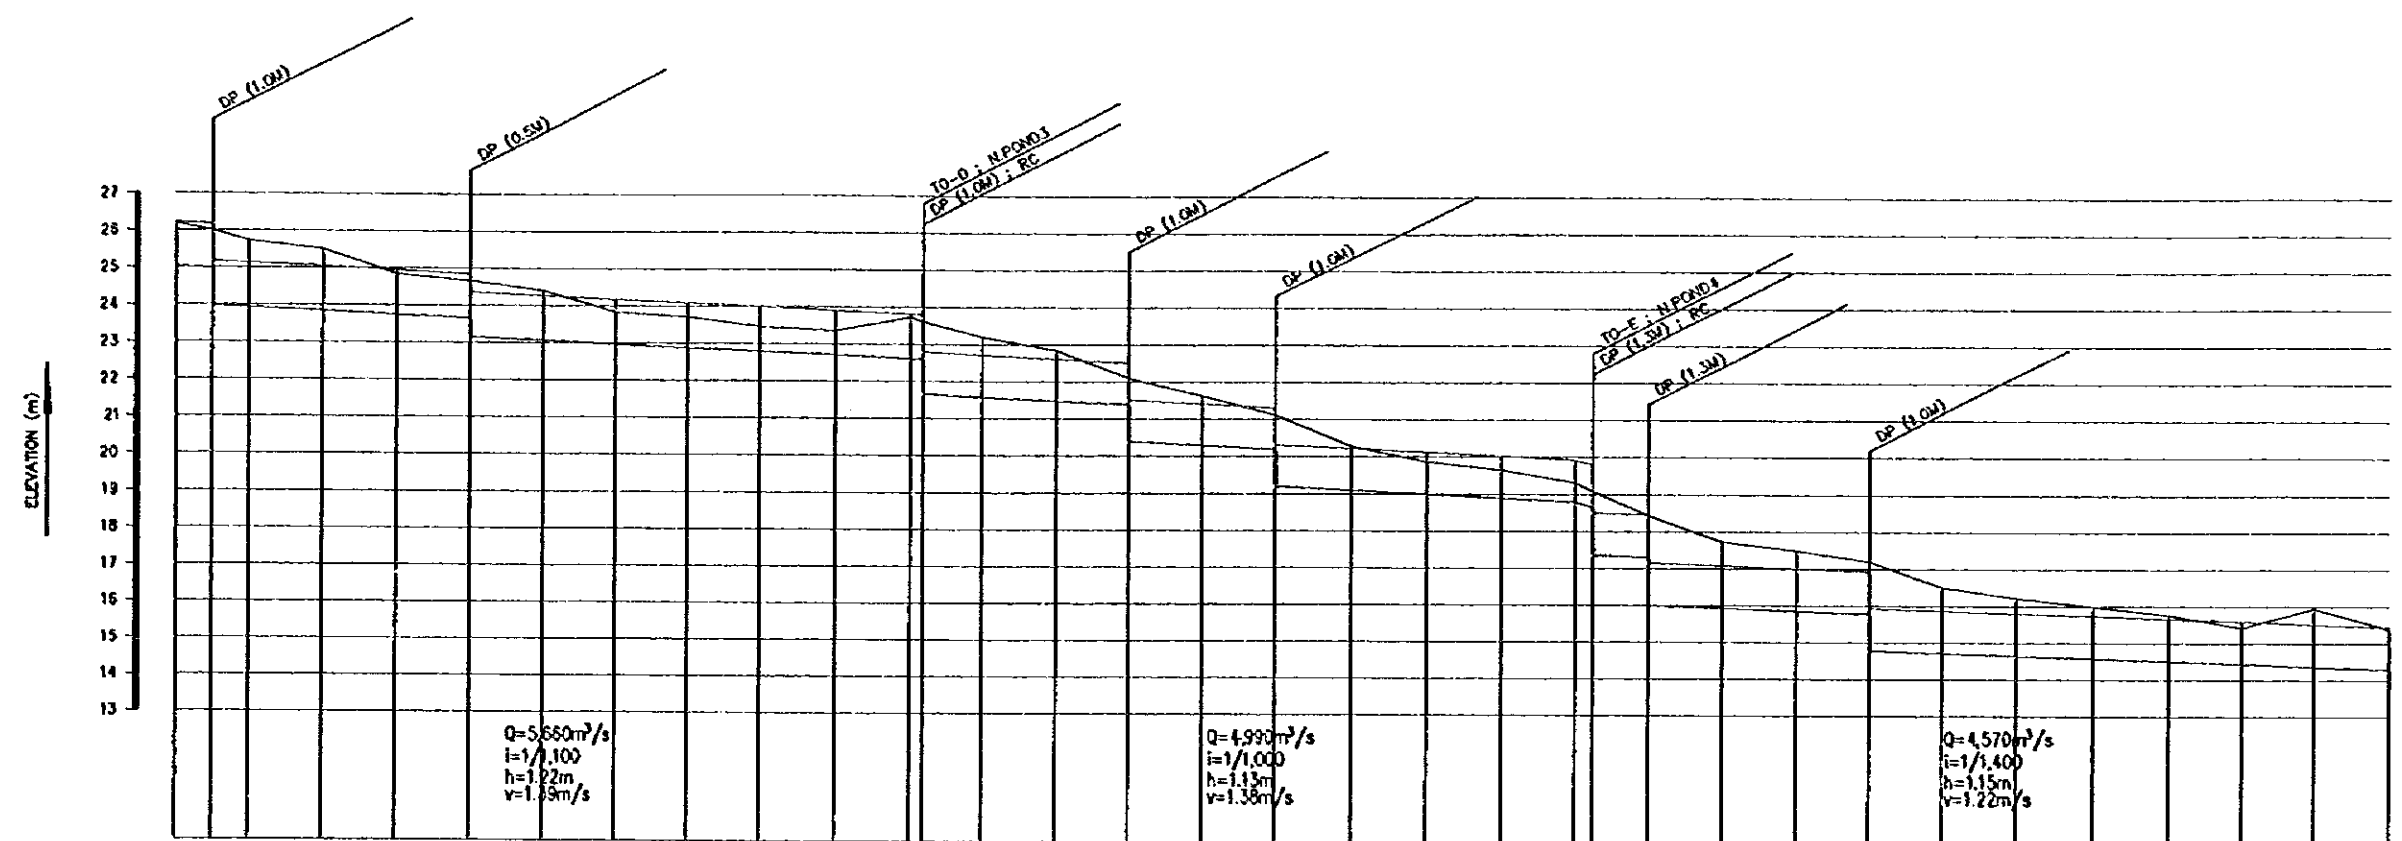 DP (1.0M)
DP (0.5M)
TO-D ; N.POND3
DP (1.0M) ; RC
DP (1.0M)
DP (1.0M)
TO-E ; N.POND4
DP (1.3M) ; RC
DP (1.3M)
DP (1.0M)
ELEVATION (m)
27
26
25
24
23
22
21
20
19
18
17
16
15
14
13
Q=5,660m³/s
i=1/1,100
h=1.22m
v=1.39m/s
Q=4,990m³/s
i=1/1,000
h=1.13m
v=1.38m/s
Q=4,570m³/s
i=1/1,400
h=1.15m
v=1.22m/s